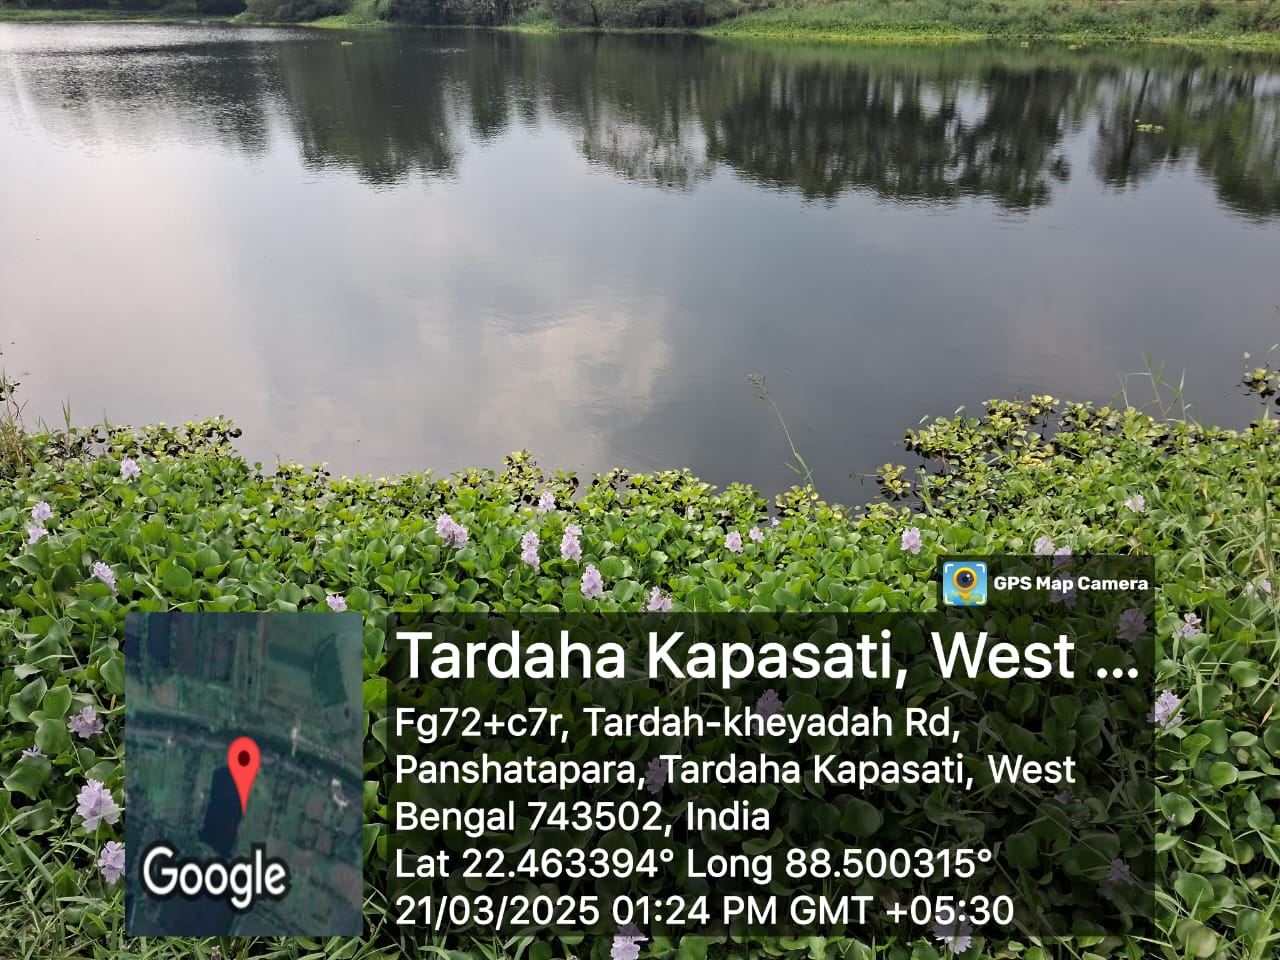 GPS Map Camera
Tardaha Kapasati, West ...
Fg72+c7r, Tardah-kheyadah Rd,
Panshatapara, Tardaha Kapasati, West
Bengal 743502, India
Lat 22.463394° Long 88.500315°
21/03/2025 01:24 PM GMT +05:30
Google